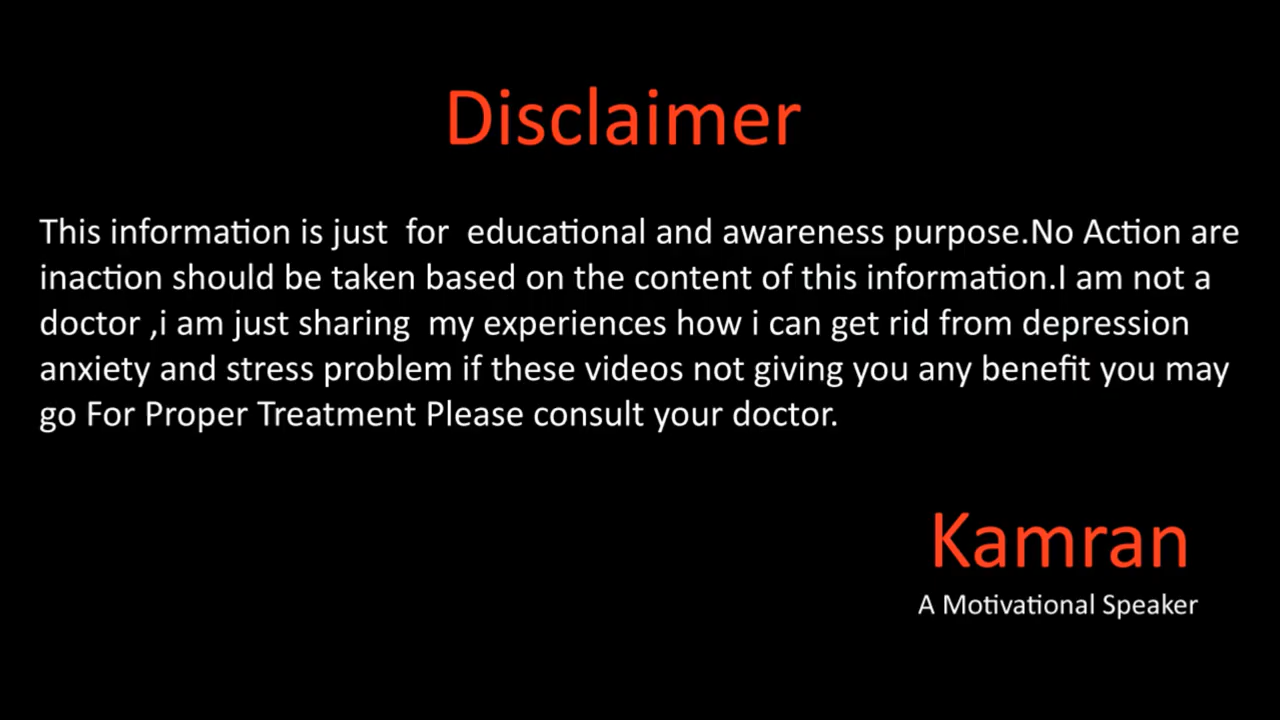 Disclaimer
This information is just  for  educational and awareness purpose.No Action are
inaction should be taken based on the content of this information.I am not a
doctor ,i am just sharing  my experiences how i can get rid from depression
anxiety and stress problem if these videos not giving you any benefit you may
go For Proper Treatment Please consult your doctor.
Kamran
A Motivational Speaker